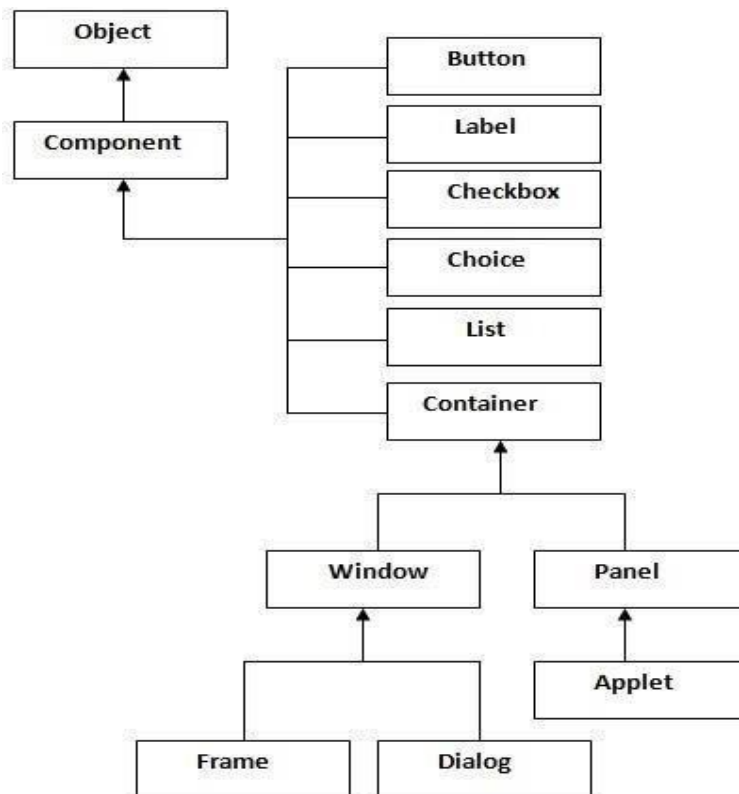 Object
Component
Button
Label
Checkbox
Choice
List
Container
Window
Panel
Applet
Frame
Dialog